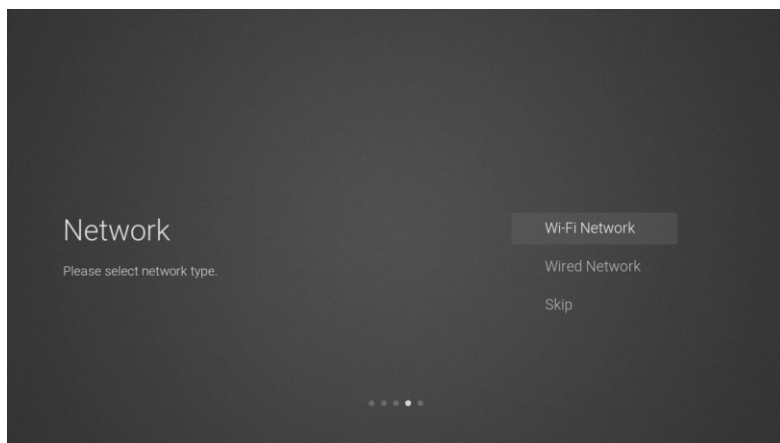 Network
Please select network type.
Wi-Fi Network
Wired Network
Skip